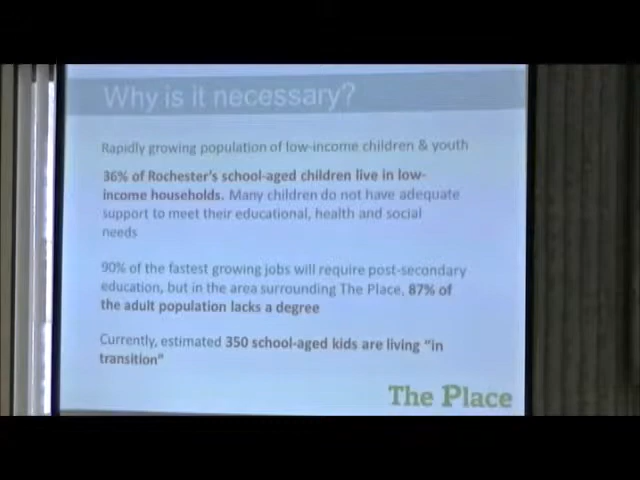 Why is it necessary?
Rapidly growing population of low-income children & youth
36% of Rochester's school-aged children live in low-
income households. Many children do not have adequate
support to meet their educational, health and social
needs
90% of the fastest growing jobs will require post-secondary
education, but in the area surrounding The Place, 87% of
the adult population lacks a degree
Currently, estimated 350 school-aged kids are living "in
transition"
The Place